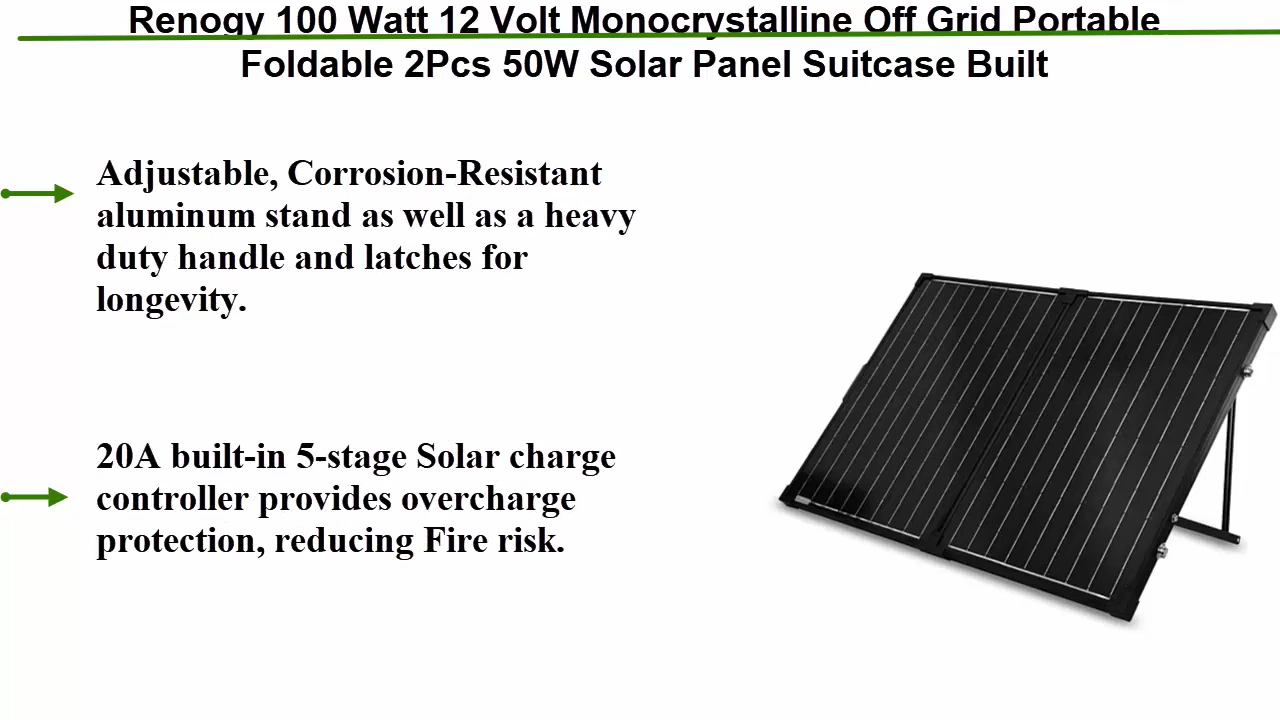 Renogy 100 Watt 12 Volt Monocrystalline Off Grid Portable
Foldable 2Pcs 50W Solar Panel Suitcase Built
Adjustable, Corrosion-Resistant
aluminum stand as well as a heavy
duty handle and latches for
longevity.
20A built-in 5-stage Solar charge
controller provides overcharge
protection, reducing Fire risk.